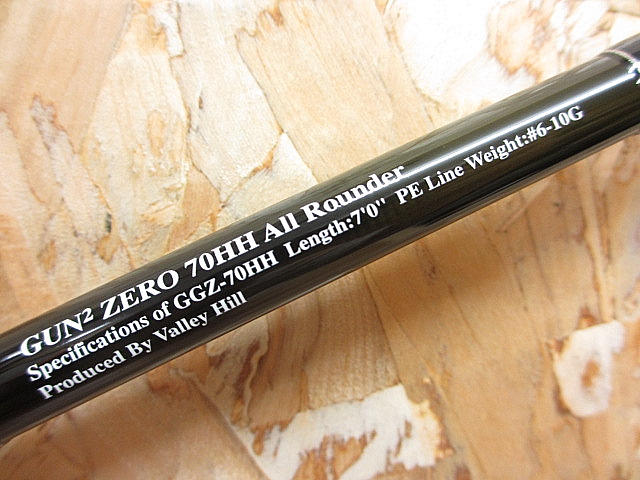 GUN² ZERO 70HH All Rounder
Specifications of GGZ-70HH Length:7'0" PE Line Weight:#6-10G
Produced By Valley Hill